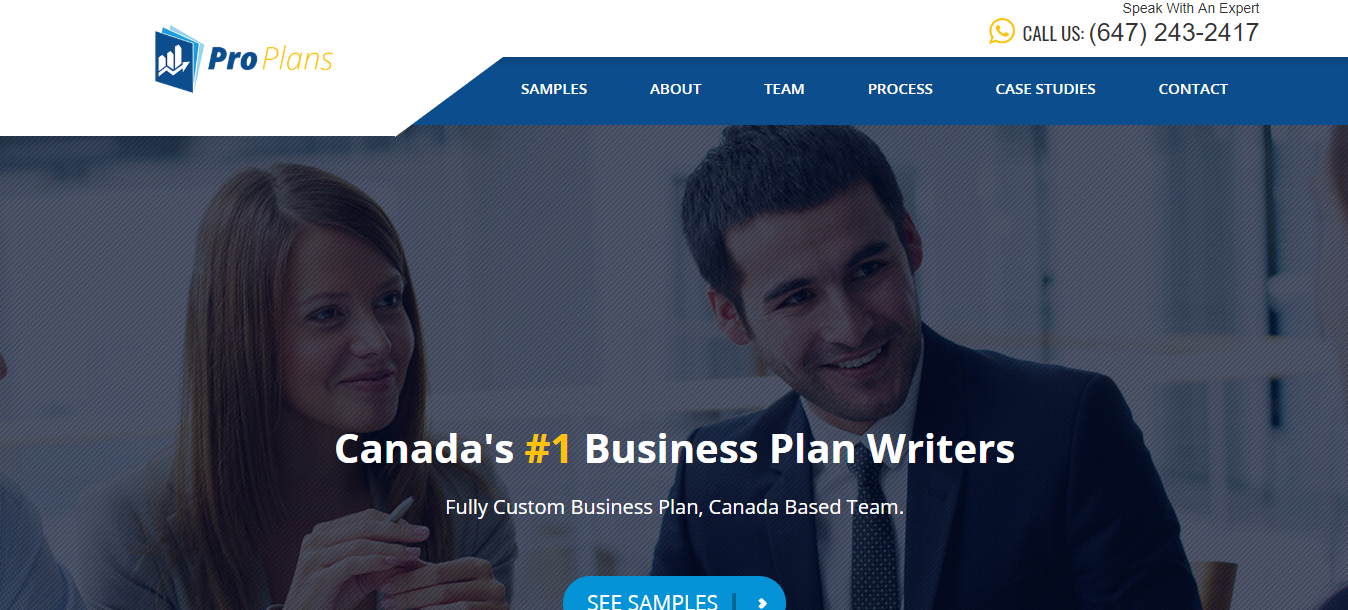 Speak With An Expert
CALL US: (647) 243-2417
Pro Plans
SAMPLES ABOUT TEAM PROCESS CASE STUDIES CONTACT
Canada's #1 Business Plan Writers
Fully Custom Business Plan, Canada Based Team.
SEE SAMPLES